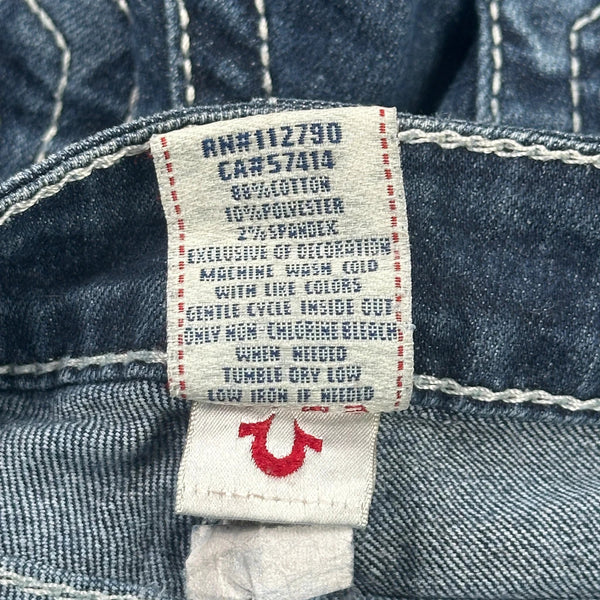 RN#112790
CA#57414
88%COTTON
10%POLYESTER
2%SPANDEX
EXCLUSIVE OF DECORATION
MACHINE WASH COLD
WITH LIKE COLORS
GENTLE CYCLE INSIDE OUT
ONLY NON-CHLORINE BLEACH
WHEN NEEDED
TUMBLE DRY LOW
LOW IRON IF NEEDED